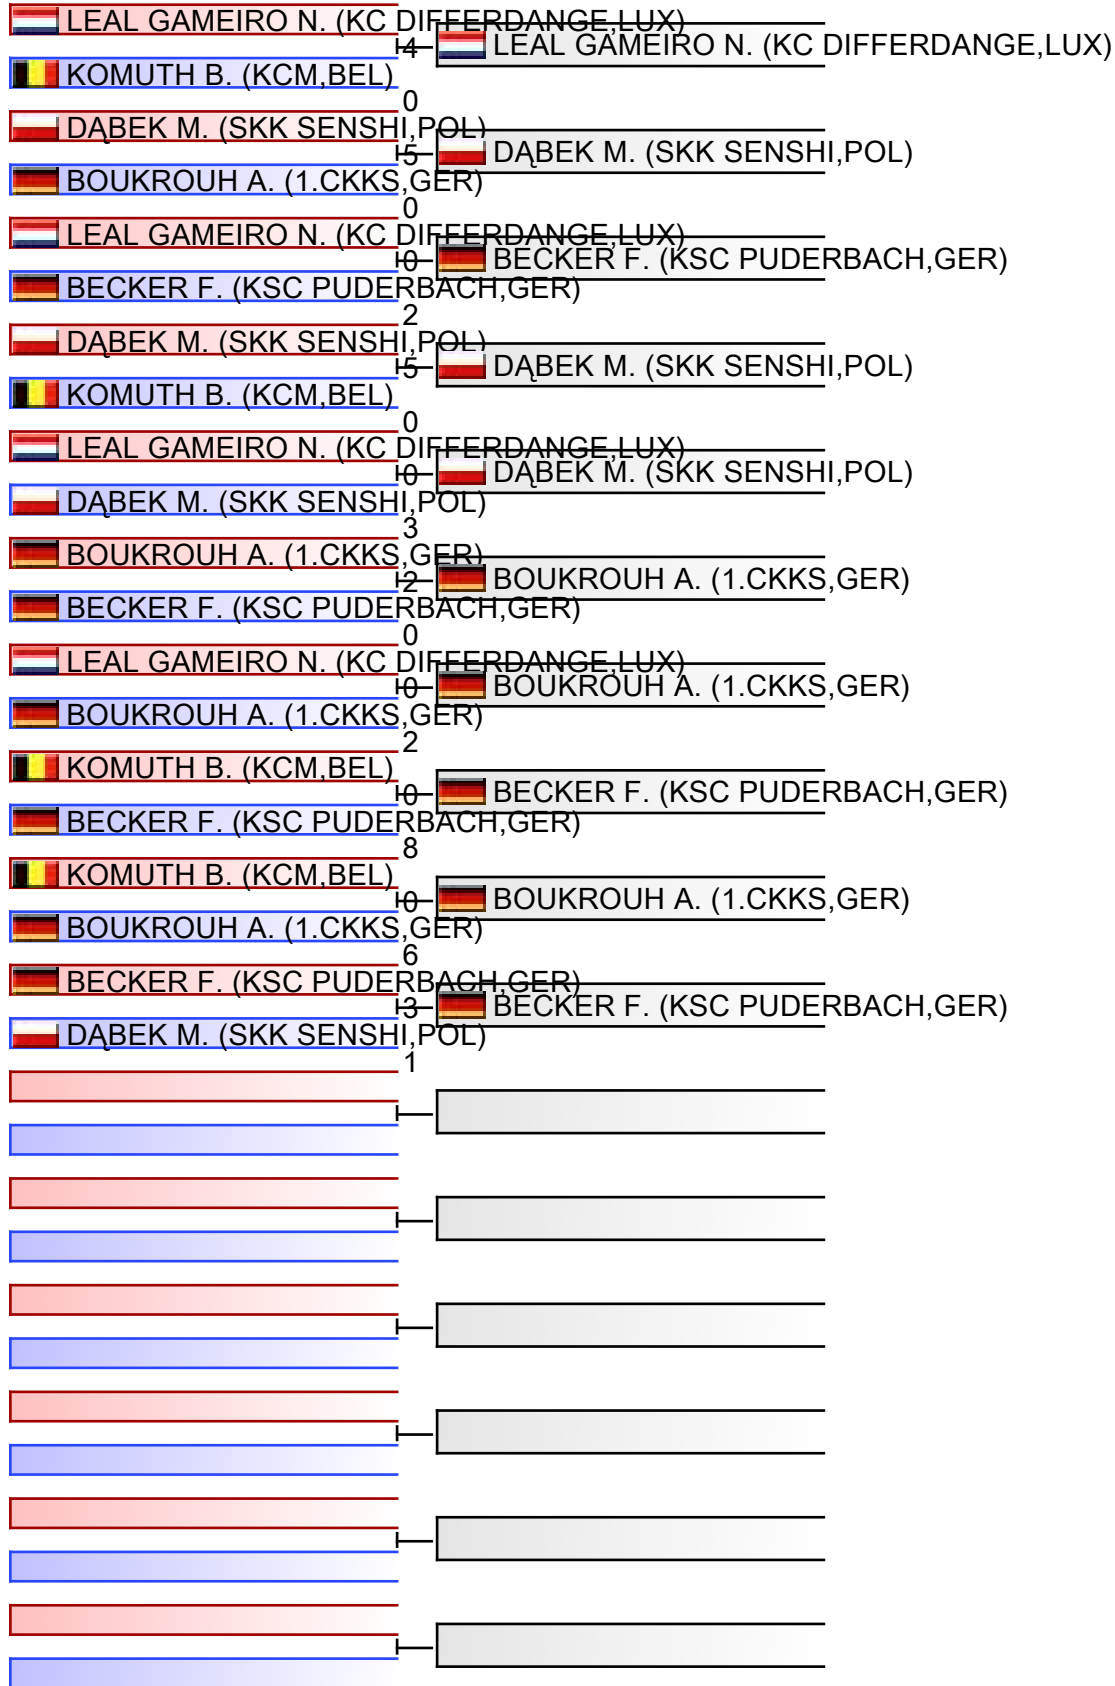 LEAL GAMEIRO N. (KC DIFFERDANGE,LUX)
4
LEAL GAMEIRO N. (KC DIFFERDANGE,LUX)
KOMUTH B. (KCM,BEL)
0
DĄBEK M. (SKK SENSHI,POL)
5
DĄBEK M. (SKK SENSHI,POL)
BOUKROUH A. (1.CKKS,GER)
0
LEAL GAMEIRO N. (KC DIFFERDANGE,LUX)
0
BECKER F. (KSC PUDERBACH,GER)
BECKER F. (KSC PUDERBACH,GER)
2
DĄBEK M. (SKK SENSHI,POL)
5
DĄBEK M. (SKK SENSHI,POL)
KOMUTH B. (KCM,BEL)
0
LEAL GAMEIRO N. (KC DIFFERDANGE,LUX)
0
DĄBEK M. (SKK SENSHI,POL)
DĄBEK M. (SKK SENSHI,POL)
3
BOUKROUH A. (1.CKKS,GER)
2
BOUKROUH A. (1.CKKS,GER)
BECKER F. (KSC PUDERBACH,GER)
0
LEAL GAMEIRO N. (KC DIFFERDANGE,LUX)
0
BOUKROUH A. (1.CKKS,GER)
BOUKROUH A. (1.CKKS,GER)
2
KOMUTH B. (KCM,BEL)
0
BECKER F. (KSC PUDERBACH,GER)
BECKER F. (KSC PUDERBACH,GER)
8
KOMUTH B. (KCM,BEL)
0
BOUKROUH A. (1.CKKS,GER)
BOUKROUH A. (1.CKKS,GER)
6
BECKER F. (KSC PUDERBACH,GER)
3
BECKER F. (KSC PUDERBACH,GER)
DĄBEK M. (SKK SENSHI,POL)
1